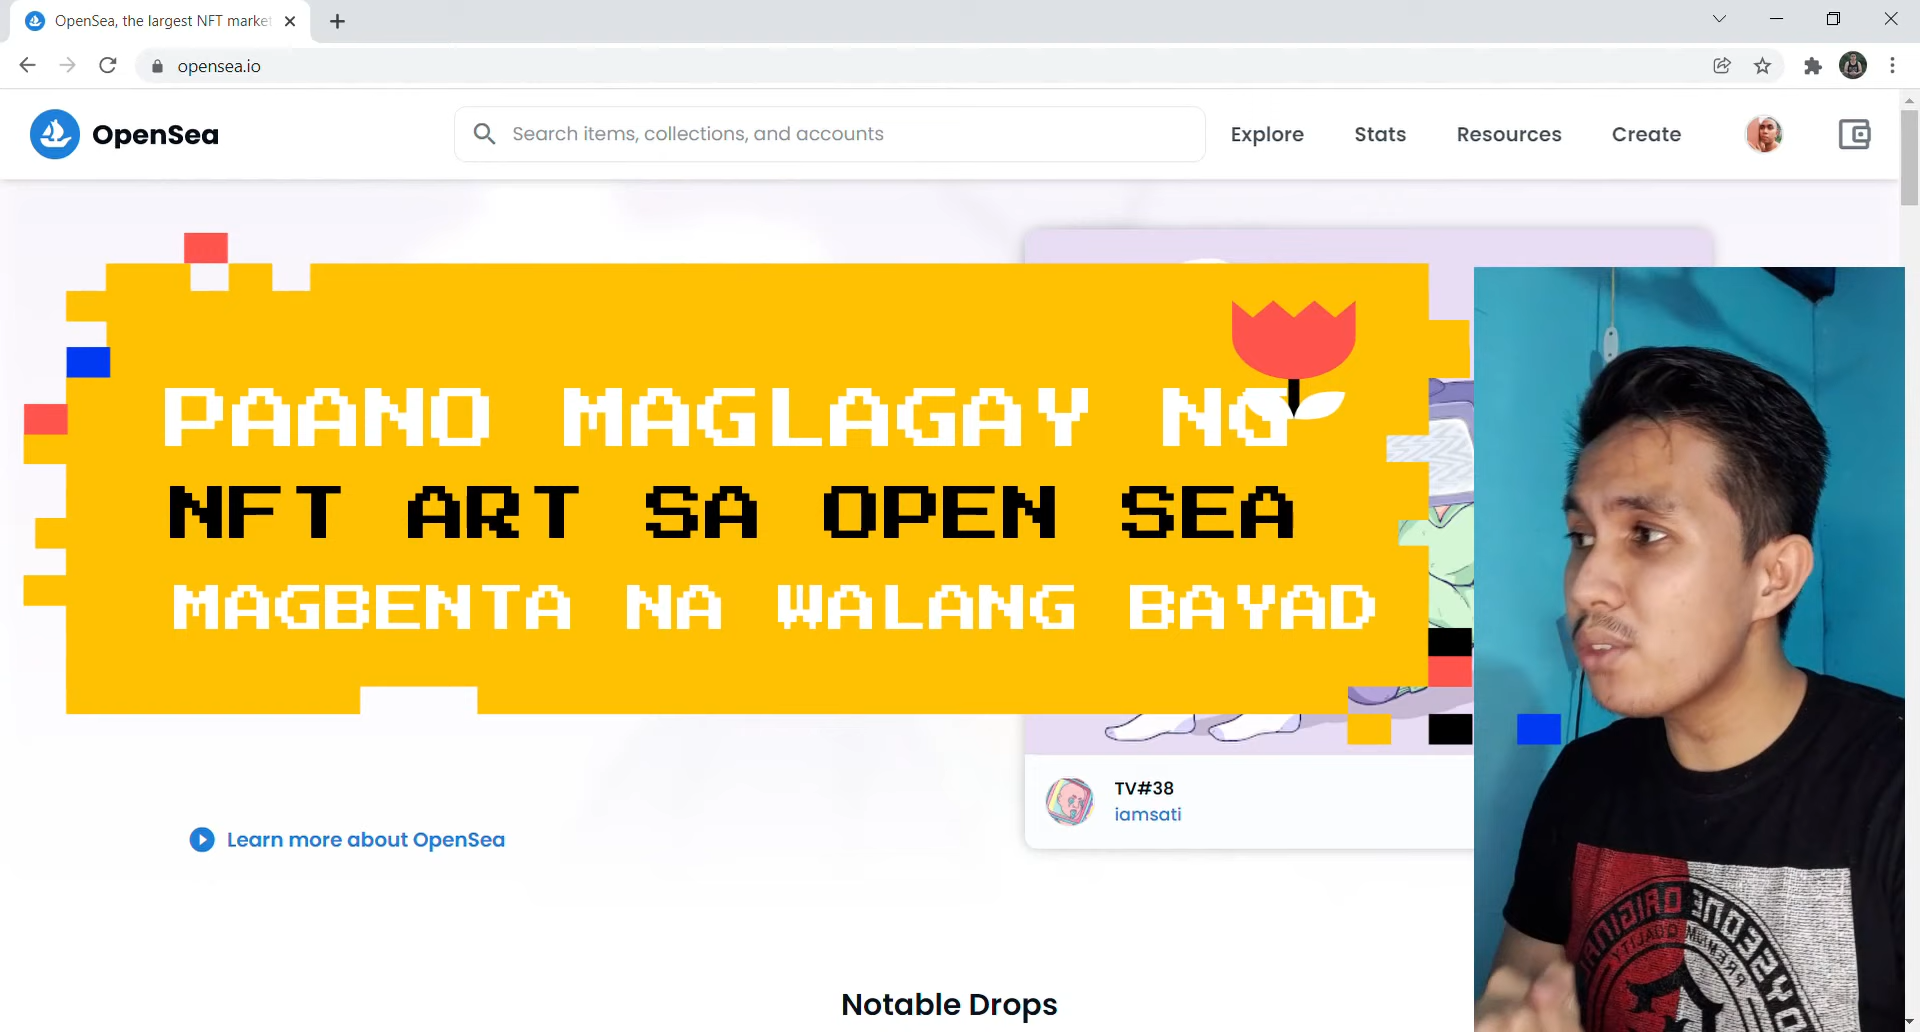 OpenSea, the largest NFT market
opensea.io
OpenSea
Search items, collections, and accounts
Explore
Stats
Resources
Create
PAANO MAGLAGAY NG
NFT ART SA OPEN SEA
MAGBENTA NA WALANG BAYAD
TV#38
iamsati
Learn more about OpenSea
Notable Drops